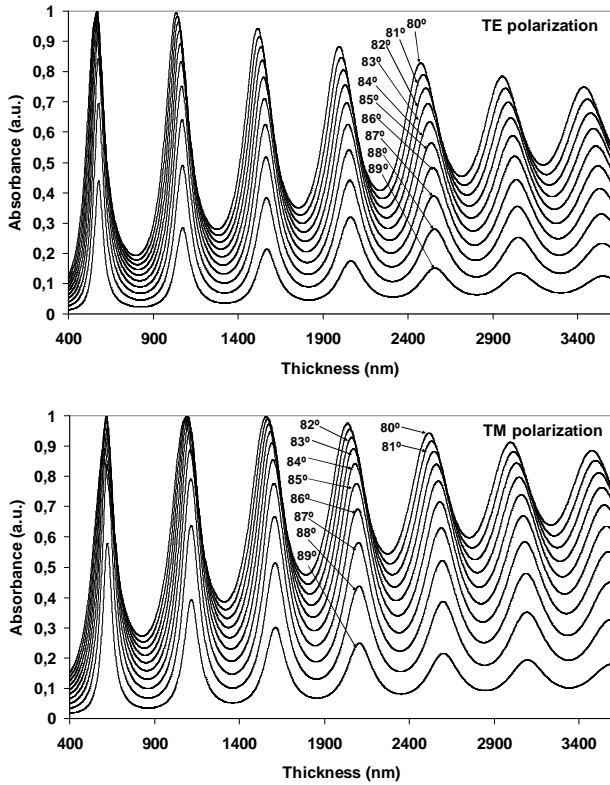 TE polarization
Absorbance (a.u.)
1
0,9
0,8
0,7
0,6
0,5
0,4
0,3
0,2
0,1
0
80º
81º
82º
83º
84º
85º
86º
87º
88º
89º
400 900 1400 1900 2400 2900 3400
Thickness (nm)
TM polarization
Absorbance (a.u.)
1
0,9
0,8
0,7
0,6
0,5
0,4
0,3
0,2
0,1
0
82º
83º
84º
85º
86º
87º
88º
89º
80º
81º
400 900 1400 1900 2400 2900 3400
Thickness (nm)